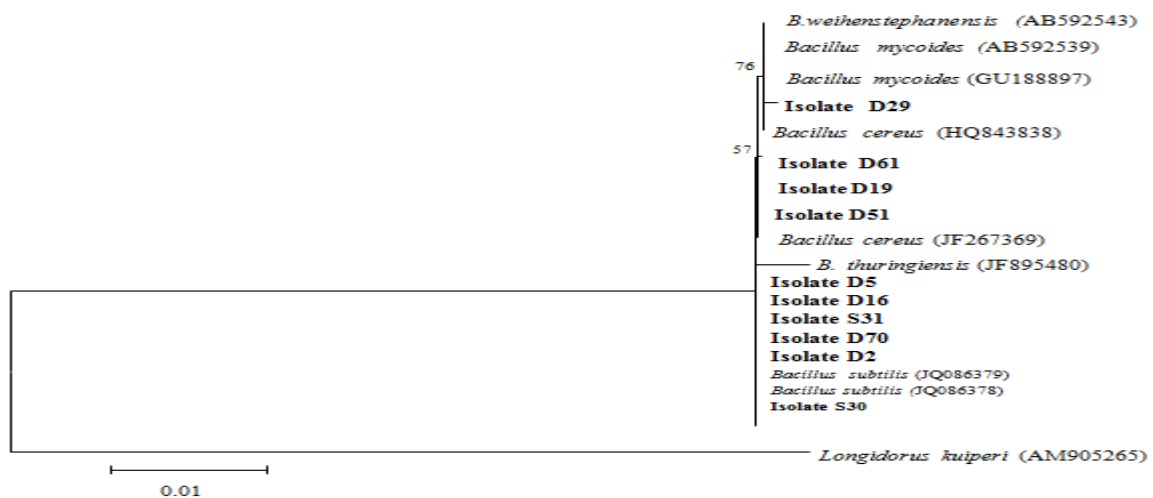 B.weihenstephanensis (AB592543)
Bacillus mycoides (AB592539)
76
Bacillus mycoides (GU188897)
Isolate D29
Bacillus cereus (HQ843838)
57
Isolate D61
Isolate D19
Isolate D51
Bacillus cereus (JF267369)
B. thuringiensis (JF895480)
Isolate D5
Isolate D16
Isolate S31
Isolate D70
Isolate D2
Bacillus subtilis (JQ086379)
Bacillus subtilis (JQ086378)
Isolate S30
Longidorus kuiperi (AM905265)
0.01